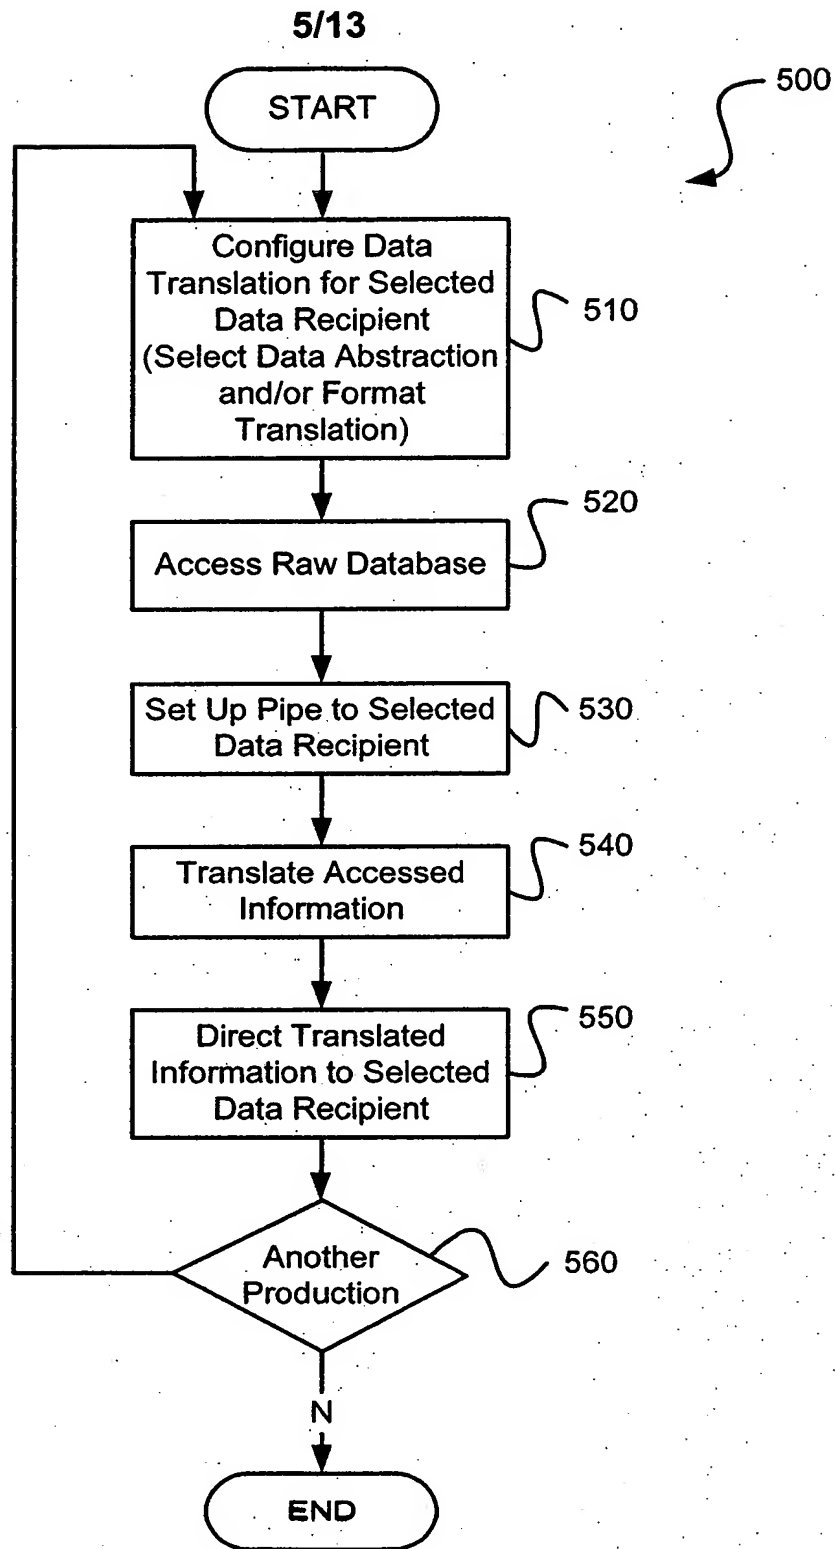 5/13
START
500
Configure Data
Translation for Selected
Data Recipient
(Select Data Abstraction
and/or Format
Translation)
510
520
Access Raw Database
Set Up Pipe to Selected
Data Recipient
530
540
Translate Accessed
Information
550
Direct Translated
Information to Selected
Data Recipient
Another
Production
560
N
END